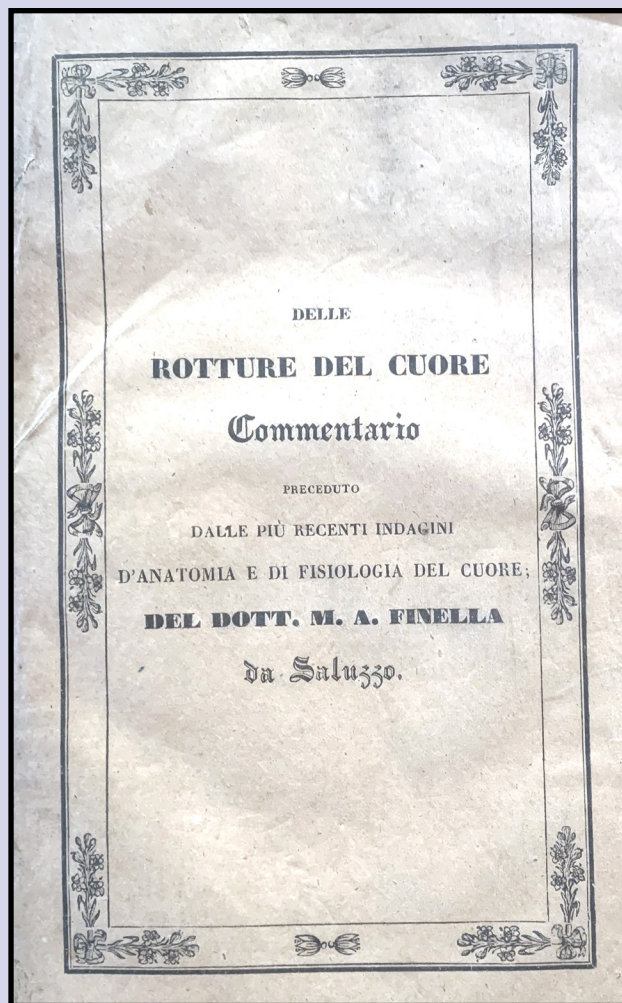 DELLE
ROTTURE DEL CUORE
Commentario
PRECEDUTO
DALLE PIÙ RECENTI INDAGINI
D'ANATOMIA E DI FISIOLOGIA DEL CUORE;
DEL DOTT. M. A. FINELLA
da Saluzzo.